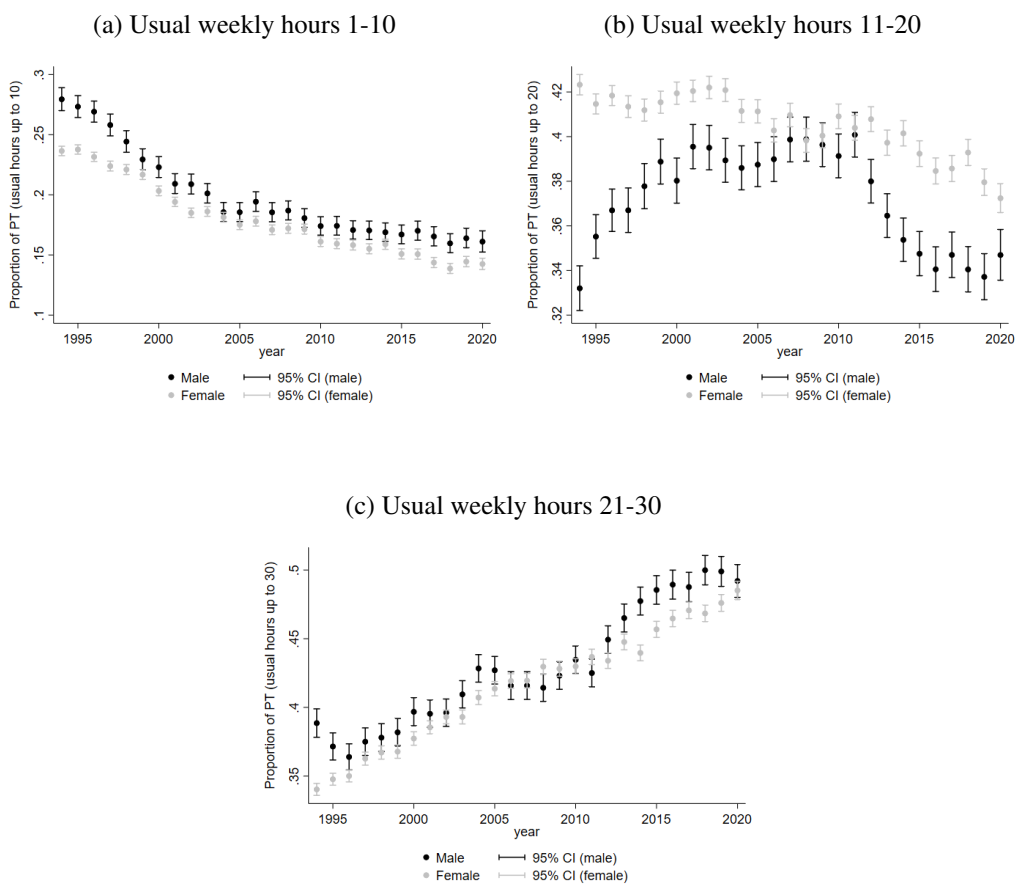 (a) Usual weekly hours 1-10
Proportion of PT (usual hours up to 10)
.3
.25
.2
.15
.1
1995 2000 2005 2010 2015 2020
year
Male 95% CI (male)
Female 95% CI (female)
(b) Usual weekly hours 11-20
Proportion of PT (usual hours up to 20)
.42
.4
.38
.36
.34
.32
1995 2000 2005 2010 2015 2020
year
Male 95% CI (male)
Female 95% CI (female)
(c) Usual weekly hours 21-30
Proportion of PT (usual hours up to 30)
.5
.45
.4
.35
1995 2000 2005 2010 2015 2020
year
Male 95% CI (male)
Female 95% CI (female)